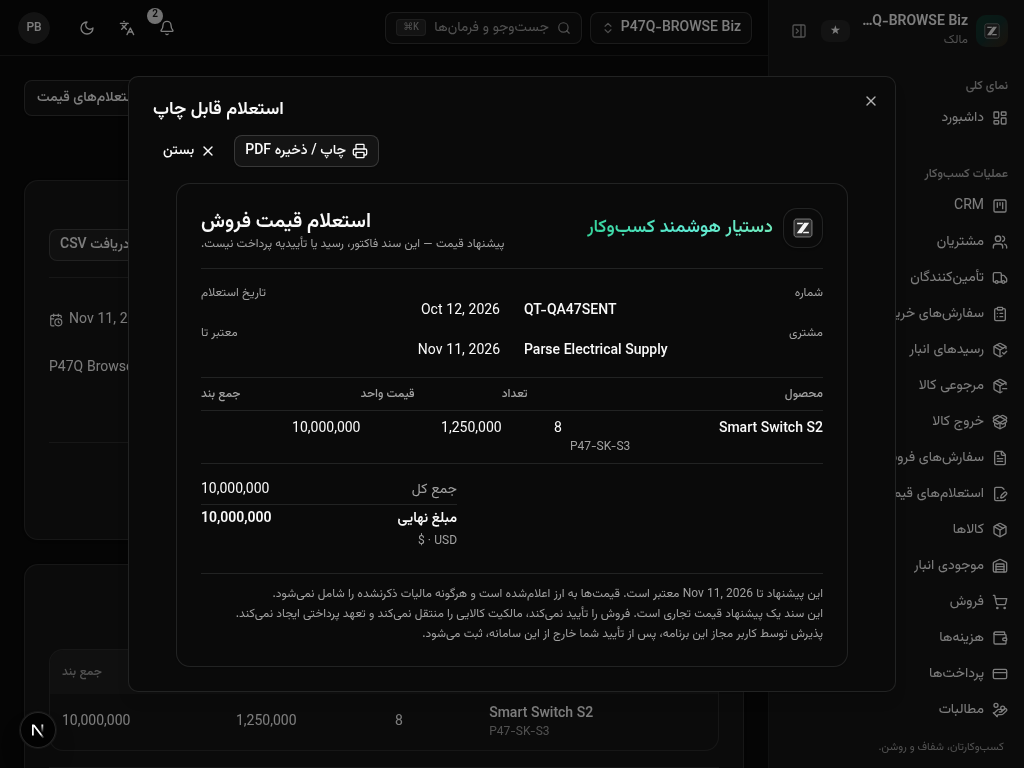 ...Q-BROWSE Biz
مالک
P47Q-BROWSE Biz
جست‌وجو و فرمان‌ها
⌘K
2
PB
نمای کلی
داشبورد
عملیات کسب‌وکار
CRM
مشتریان
تأمین‌کنندگان
سفارش‌های خرید
رسیدهای انبار
مرجوعی کالا
خروج کالا
سفارش‌های فرو
استعلام‌های قیم
کالاها
موجودی انبار
فروش
هزینه‌ها
پرداخت‌ها
مطالبات
کسب‌وکارتان، شفاف و روشن.
ستعلام‌های قیمت
دریافت CSV
Nov 11, 2
P47Q Browse
استعلام قابل چاپ
چاپ / ذخیره PDF
بستن
Z
دستیار هوشمند کسب‌وکار
استعلام قیمت فروش
پیشنهاد قیمت — این سند فاکتور، رسید یا تأییدیه پرداخت نیست.
شماره
QT-QA47SENT
تاریخ استعلام
Oct 12, 2026
مشتری
Parse Electrical Supply
معتبر تا
Nov 11, 2026
محصول تعداد قیمت واحد جمع بند
Smart Switch S2 8 1,250,000 10,000,000
P47-SK-S3
جمع کل 10,000,000
مبلغ نهایی 10,000,000
$ · USD
این پیشنهاد تا Nov 11, 2026 معتبر است. قیمت‌ها به ارز اعلام‌شده است و هرگونه مالیات ذکرنشده را شامل نمی‌شود.
این سند یک پیشنهاد قیمت تجاری است. فروش را تأیید نمی‌کند، مالکیت کالایی را منتقل نمی‌کند و تعهد پرداختی ایجاد نمی‌کند.
پذیرش توسط کاربر مجاز این برنامه، پس از تأیید شما خارج از این سامانه، ثبت می‌شود.
جمع بند
Smart Switch S2 8 1,250,000 10,000,000
P47-SK-S3
N